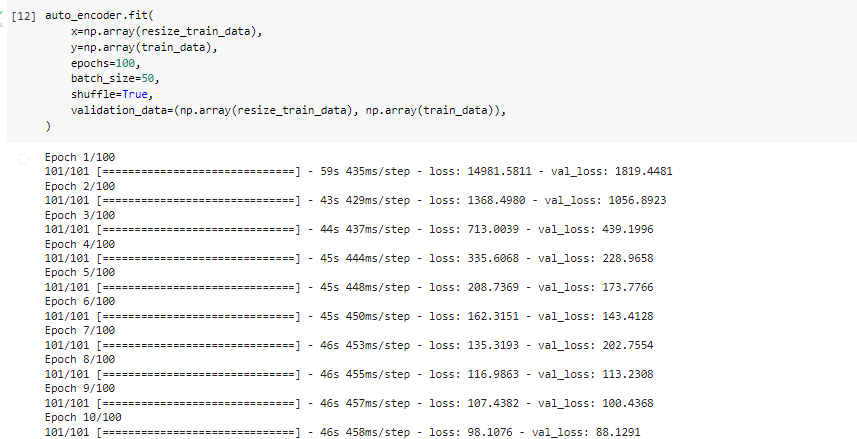 [12] auto_encoder.fit(
x=np.array(resize_train_data),
y=np.array(train_data),
epochs=100,
batch_size=50,
shuffle=True,
validation_data=(np.array(resize_train_data), np.array(train_data)),
)
Epoch 1/100
101/101 [==============================] - 59s 435ms/step - loss: 14981.5811 - val_loss: 1819.4481
Epoch 2/100
101/101 [==============================] - 43s 429ms/step - loss: 1368.4980 - val_loss: 1056.8923
Epoch 3/100
101/101 [==============================] - 44s 437ms/step - loss: 713.0039 - val_loss: 439.1996
Epoch 4/100
101/101 [==============================] - 45s 444ms/step - loss: 335.6068 - val_loss: 228.9658
Epoch 5/100
101/101 [==============================] - 45s 448ms/step - loss: 208.7369 - val_loss: 173.7766
Epoch 6/100
101/101 [==============================] - 45s 450ms/step - loss: 162.3151 - val_loss: 143.4128
Epoch 7/100
101/101 [==============================] - 46s 453ms/step - loss: 135.3193 - val_loss: 202.7554
Epoch 8/100
101/101 [==============================] - 46s 455ms/step - loss: 116.9863 - val_loss: 113.2308
Epoch 9/100
101/101 [==============================] - 46s 457ms/step - loss: 107.4382 - val_loss: 100.4368
Epoch 10/100
101/101 [==============================] - 46s 458ms/step - loss: 98.1076 - val_loss: 88.1291